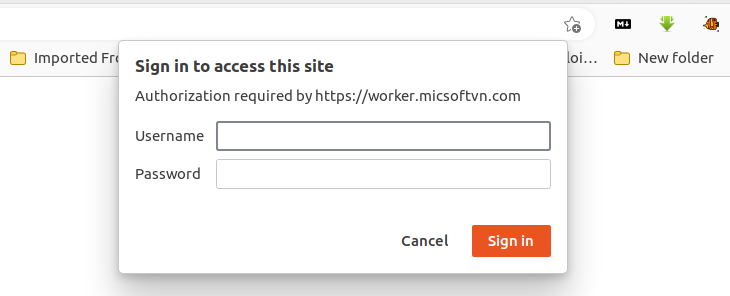 M↓
Imported Fro
loi…
New folder
Sign in to access this site
Authorization required by https://worker.micsoftvn.com
Username
Password
Cancel
Sign in